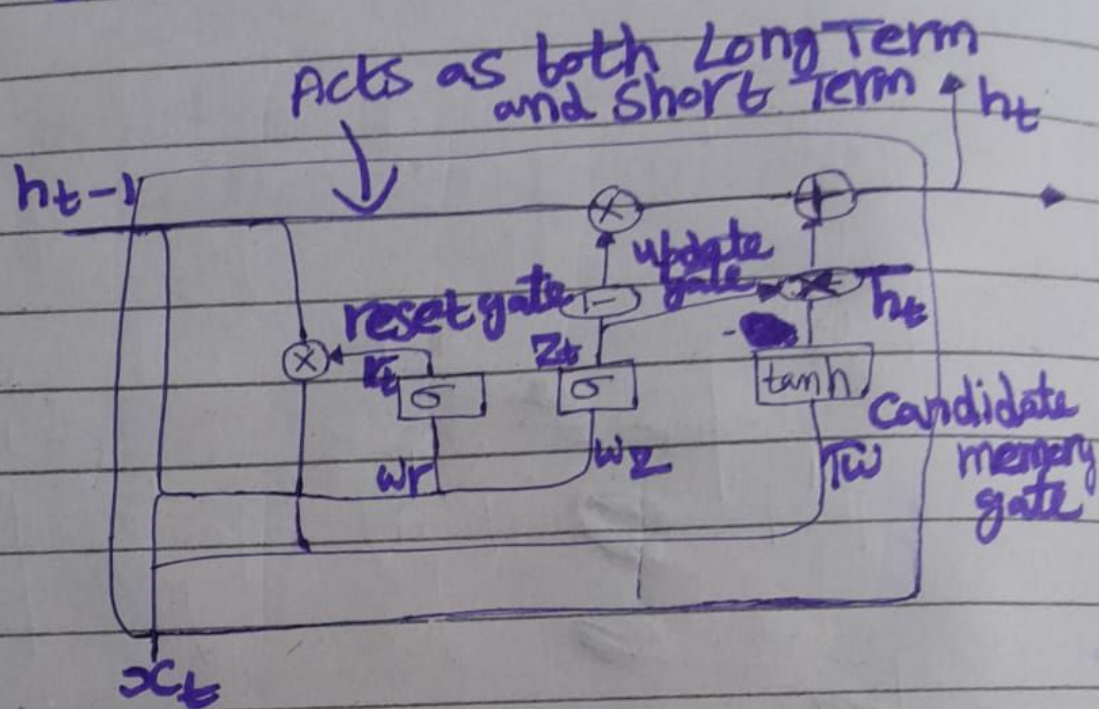 Acts as both Long Term
and Short Term
ht
ht-1
×
+
update
gate
reset gate
1-
×
h̅t
rt
σ
zt
σ
×
tanh
candidate
memory
gate
wr
wz
xt